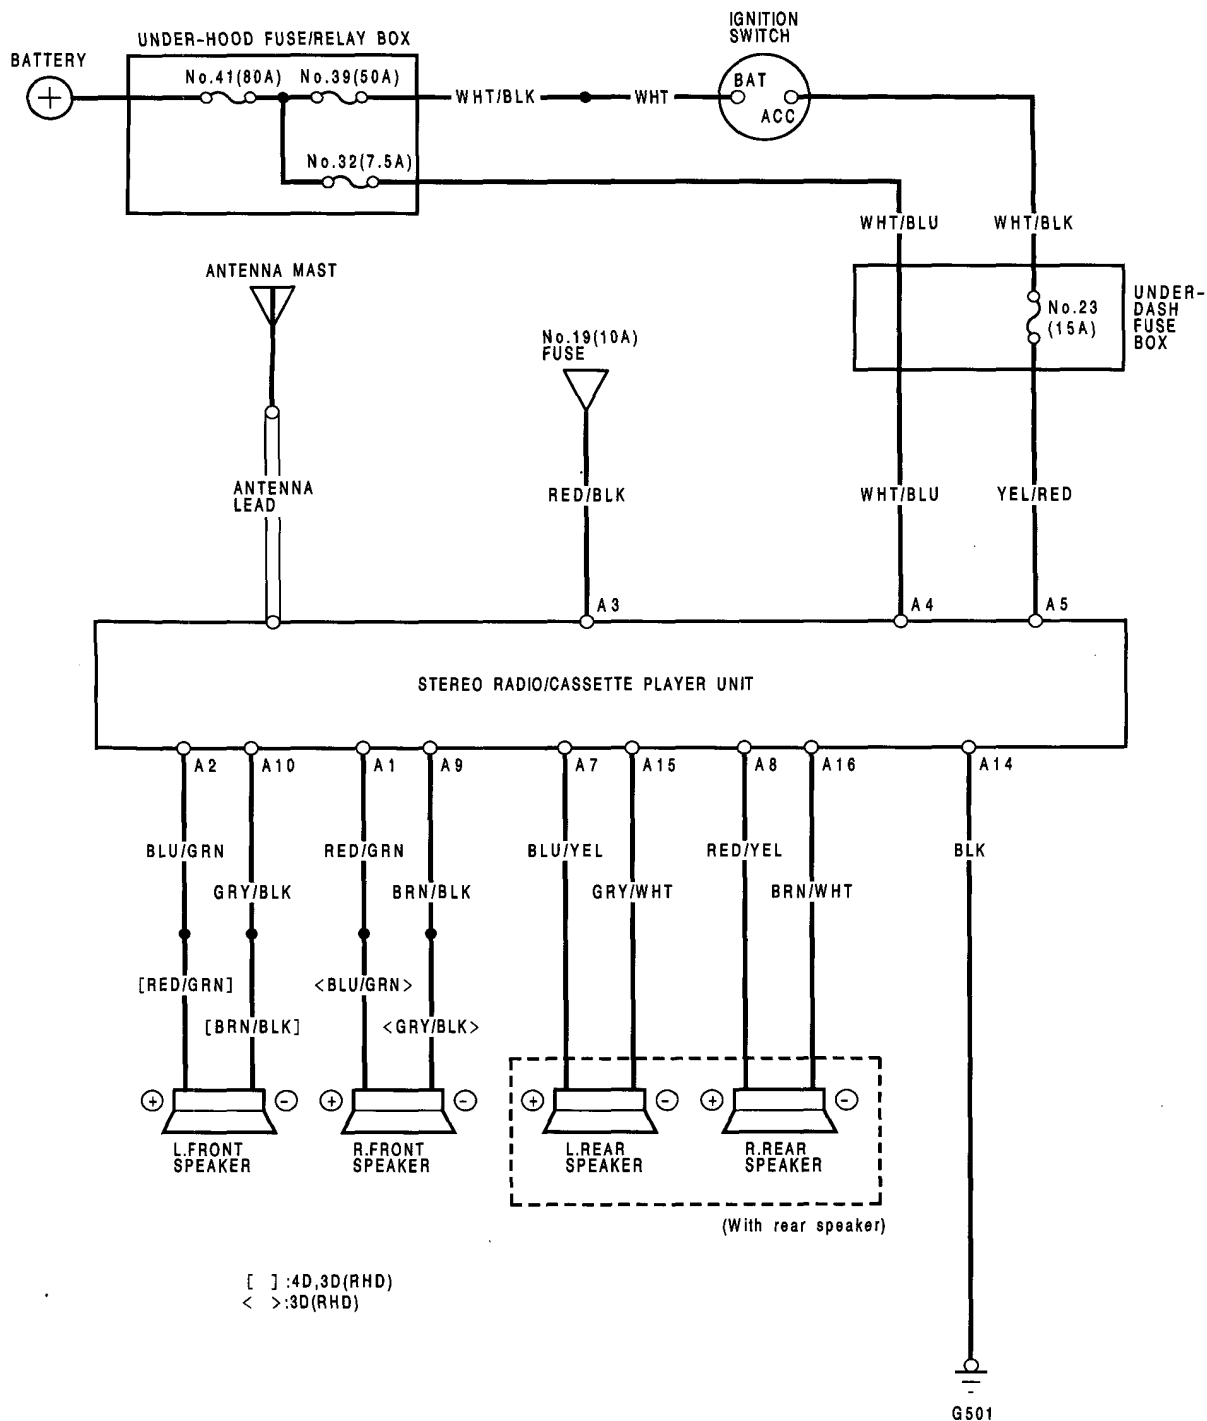 IGNITION
SWITCH
UNDER-HOOD FUSE/RELAY BOX
BATTERY
No.41(80A)
No.39(50A)
BAT
WHT/BLK
WHT
ACC
No.32(7.5A)
WHT/BLU
WHT/BLK
ANTENNA MAST
UNDER-
DASH
FUSE
BOX
No.23
(15A)
No.19(10A)
FUSE
ANTENNA
LEAD
RED/BLK
WHT/BLU
YEL/RED
A3
A4
A5
STEREO RADIO/CASSETTE PLAYER UNIT
A2
A10
A1
A9
A7
A15
A8
A16
A14
BLU/GRN
RED/GRN
BLU/YEL
RED/YEL
BLK
GRY/BLK
BRN/BLK
GRY/WHT
BRN/WHT
[RED/GRN]
<BLU/GRN>
[BRN/BLK]
<GRY/BLK>
+
-
+
-
+
-
+
-
L.FRONT
SPEAKER
R.FRONT
SPEAKER
L.REAR
SPEAKER
R.REAR
SPEAKER
(With rear speaker)
[ ]:4D,3D(RHD)
< >:3D(RHD)
G501